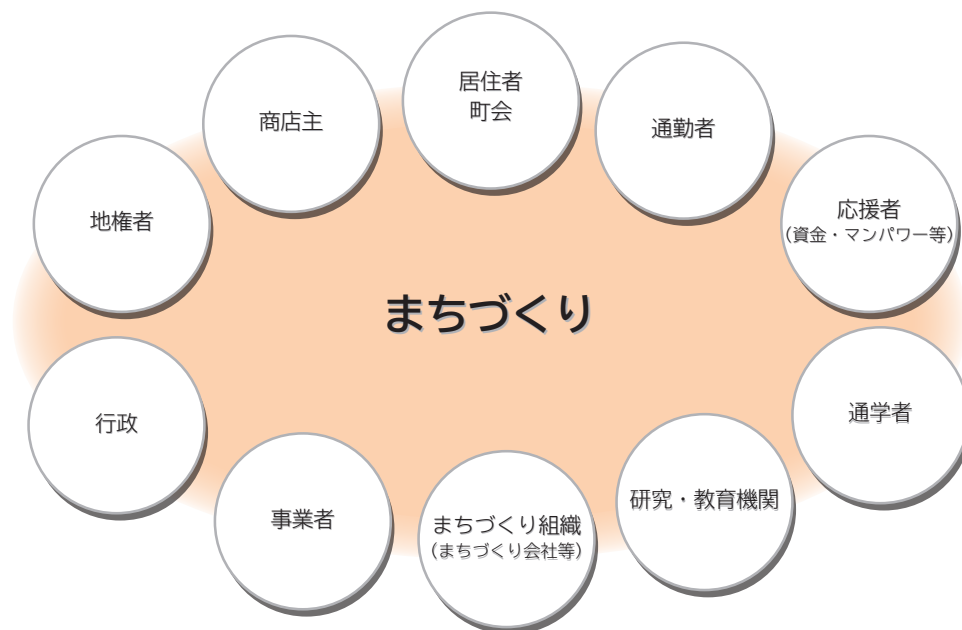 居住者
町会
商店主
通勤者
地権者
応援者
(資金・マンパワー等)
まちづくり
行政
通学者
事業者
まちづくり組織
(まちづくり会社等)
研究・教育機関